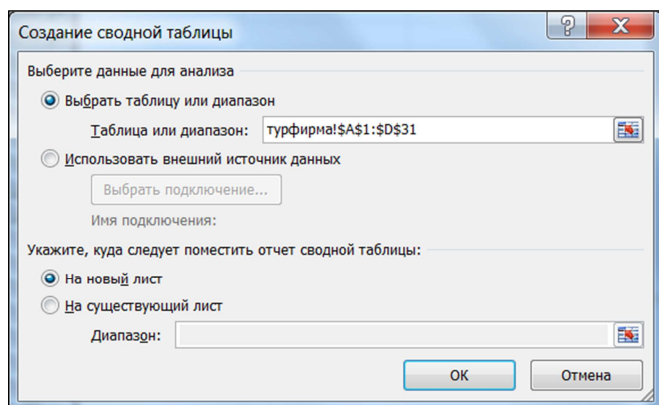 Создание сводной таблицы
Выберите данные для анализа
Выбрать таблицу или диапазон
Таблица или диапазон: турфирма!$A$1:$D$31
Использовать внешний источник данных
Выбрать подключение...
Имя подключения:
Укажите, куда следует поместить отчет сводной таблицы:
На новый лист
На существующий лист
Диапазон:
ОК Отмена